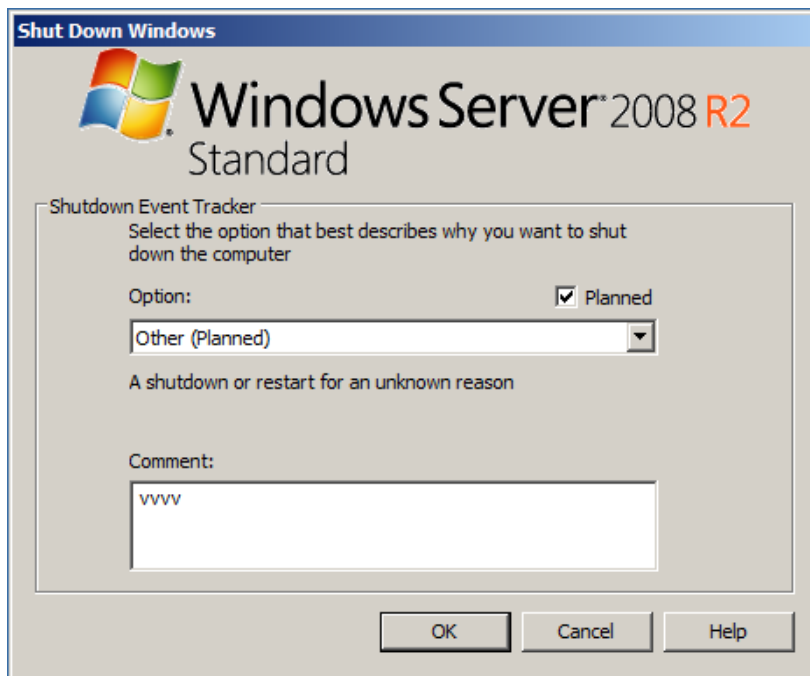 Shut Down Windows
Windows Server 2008 R2
Standard
Shutdown Event Tracker
Select the option that best describes why you want to shut
down the computer
Option:
Planned
Other (Planned)
A shutdown or restart for an unknown reason
Comment:
vvvv
OK
Cancel
Help